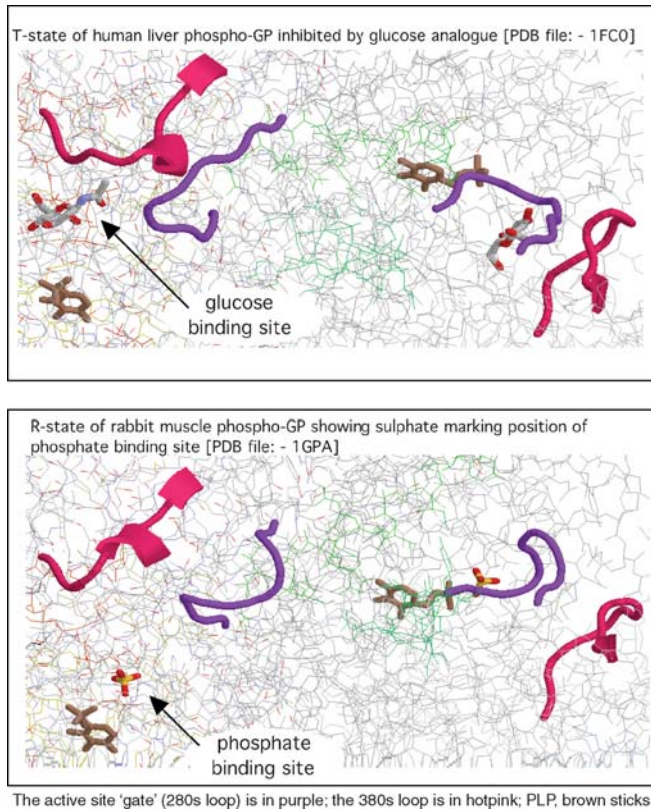 T-state of human liver phospho-GP inhibited by glucose analogue [PDB file: - 1FC0]
glucose
binding site
R-state of rabbit muscle phospho-GP showing sulphate marking position of
phosphate binding site [PDB file: - 1GPA]
phosphate
binding site
The active site 'gate' (280s loop) is in purple; the 380s loop is in hotpink; PLP, brown sticks